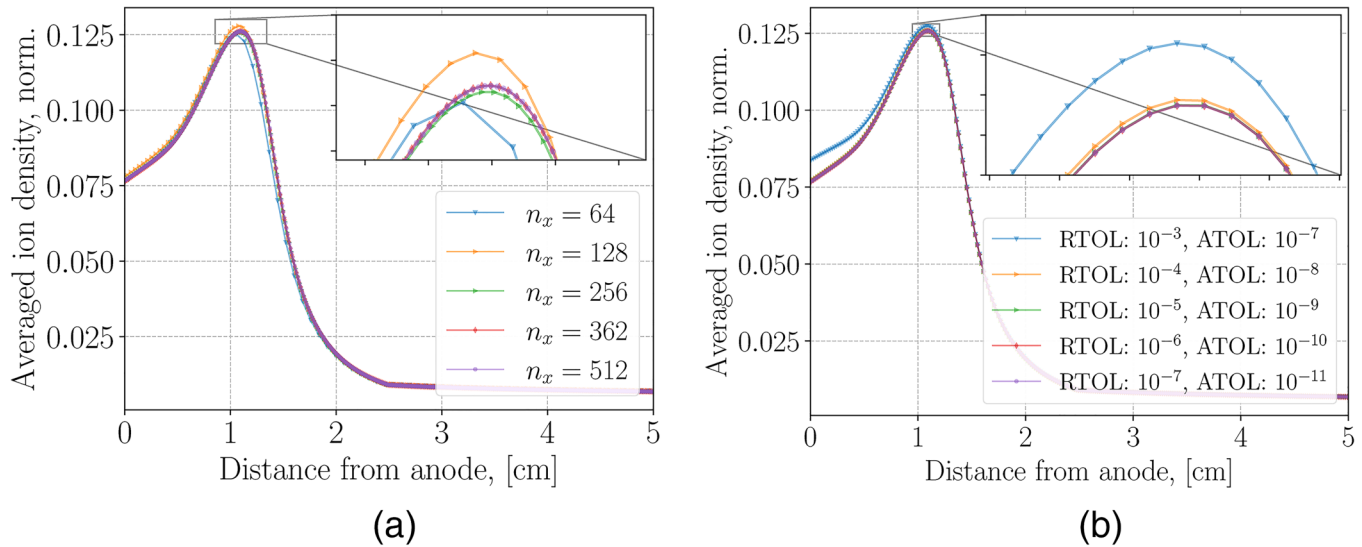 Averaged ion density, norm.
0.125
0.100
0.075
0.050
0.025
n_x = 64
n_x = 128
n_x = 256
n_x = 362
n_x = 512
0 1 2 3 4 5
Distance from anode, [cm]
(a)
Averaged ion density, norm.
0.125
0.100
0.075
0.050
0.025
RTOL: 10⁻³, ATOL: 10⁻⁷
RTOL: 10⁻⁴, ATOL: 10⁻⁸
RTOL: 10⁻⁵, ATOL: 10⁻⁹
RTOL: 10⁻⁶, ATOL: 10⁻¹⁰
RTOL: 10⁻⁷, ATOL: 10⁻¹¹
0 1 2 3 4 5
Distance from anode, [cm]
(b)